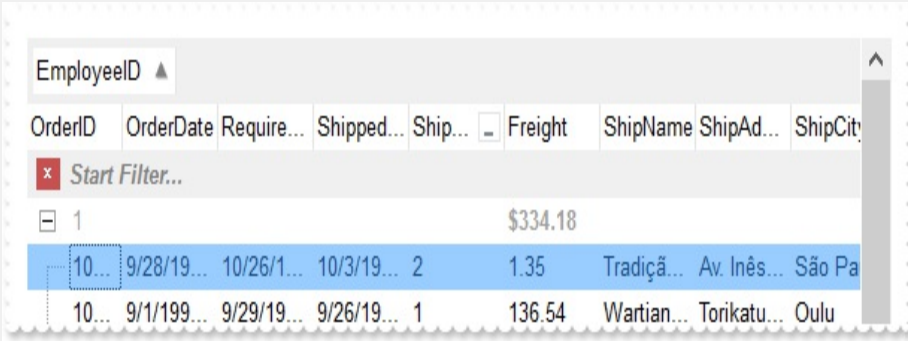 EmployeeID ▲
OrderID OrderDate Require... Shipped... Ship... Freight ShipName ShipAd... ShipCity
x Start Filter...
1 $334.18
10... 9/28/19... 10/26/1... 10/3/19... 2 1.35 Tradiçã... Av. Inês... São Pa
10... 9/1/199... 9/29/19... 9/26/19... 1 136.54 Wartian... Torikatu... Oulu